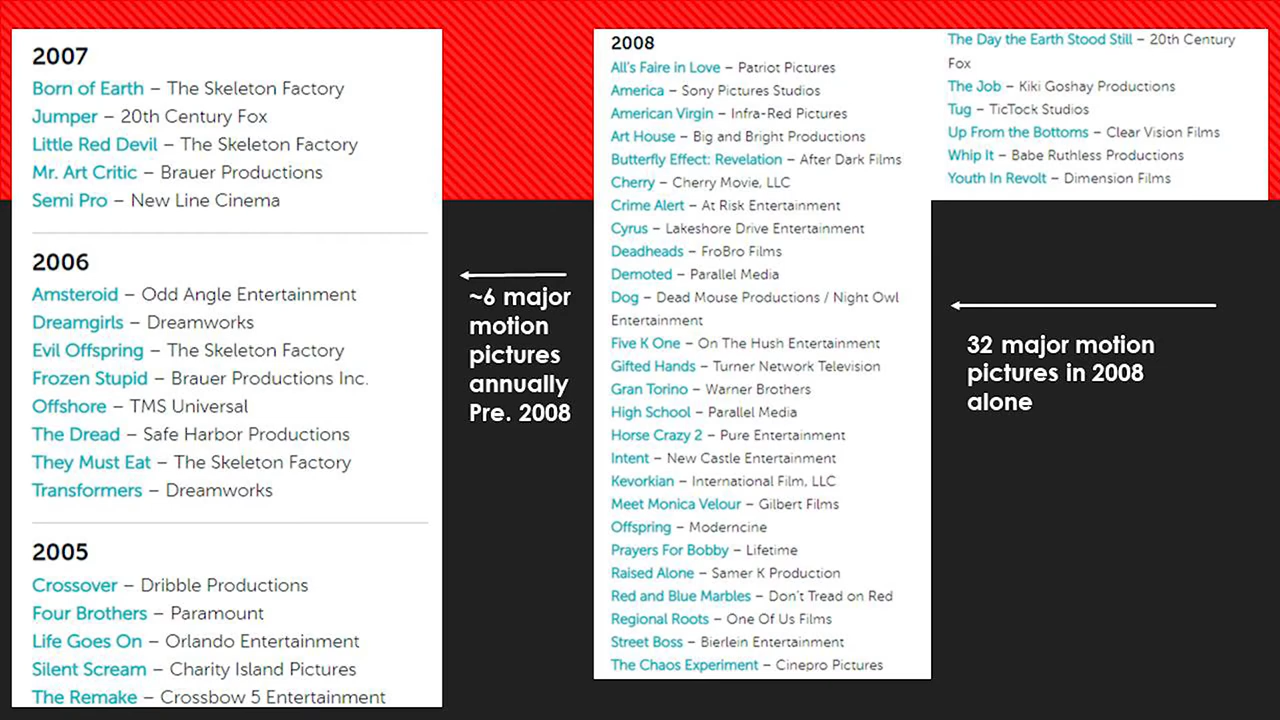 2007
Born of Earth – The Skeleton Factory
Jumper – 20th Century Fox
Little Red Devil – The Skeleton Factory
Mr. Art Critic – Brauer Productions
Semi Pro – New Line Cinema
2006
Amsteroid – Odd Angle Entertainment
Dreamgirls – Dreamworks
Evil Offspring – The Skeleton Factory
Frozen Stupid – Brauer Productions Inc.
Offshore – TMS Universal
The Dread – Safe Harbor Productions
They Must Eat – The Skeleton Factory
Transformers – Dreamworks
2005
Crossover – Dribble Productions
Four Brothers – Paramount
Life Goes On – Orlando Entertainment
Silent Scream – Charity Island Pictures
The Remake – Crossbow 5 Entertainment
~6 major
motion
pictures
annually
Pre. 2008
2008
All's Faire in Love – Patriot Pictures
America – Sony Pictures Studios
American Virgin – Infra-Red Pictures
Art House – Big and Bright Productions
Butterfly Effect: Revelation – After Dark Films
Cherry – Cherry Movie, LLC
Crime Alert – At Risk Entertainment
Cyrus – Lakeshore Drive Entertainment
Deadheads – FroBro Films
Demoted – Parallel Media
Dog – Dead Mouse Productions / Night Owl
Entertainment
Five K One – On The Hush Entertainment
Gifted Hands – Turner Network Television
Gran Torino – Warner Brothers
High School – Parallel Media
Horse Crazy 2 – Pure Entertainment
Intent – New Castle Entertainment
Kevorkian – International Film, LLC
Meet Monica Velour – Gilbert Films
Offspring – Moderncine
Prayers For Bobby – Lifetime
Raised Alone – Samer K Production
Red and Blue Marbles – Don't Tread on Red
Regional Roots – One Of Us Films
Street Boss – Bierlein Entertainment
The Chaos Experiment – Cinepro Pictures
The Day the Earth Stood Still – 20th Century
Fox
The Job – Kiki Goshay Productions
Tug – TicTock Studios
Up From the Bottoms – Clear Vision Films
Whip It – Babe Ruthless Productions
Youth In Revolt – Dimension Films
32 major motion
pictures in 2008
alone